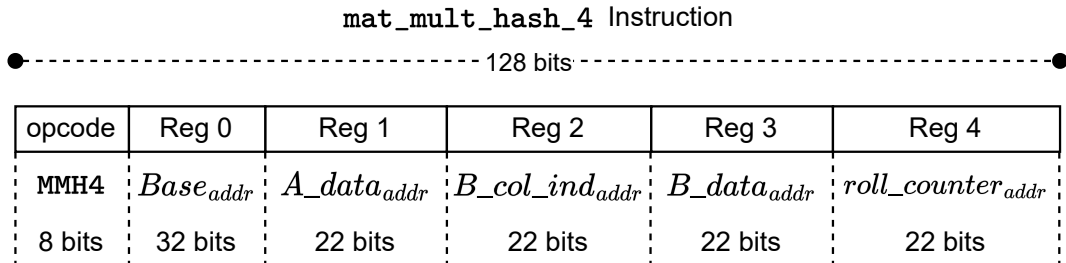 mat_mult_hash_4 Instruction
128 bits
opcode Reg 0 Reg 1 Reg 2 Reg 3 Reg 4
MMH4 Base_addr A_data_addr B_col_ind_addr B_data_addr roll_counter_addr
8 bits 32 bits 22 bits 22 bits 22 bits 22 bits